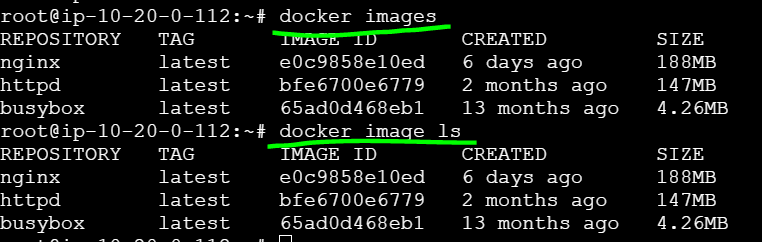 root@ip-10-20-0-112:~# docker images
REPOSITORY TAG IMAGE ID CREATED SIZE
nginx latest e0c9858e10ed 6 days ago 188MB
httpd latest bfe6700e6779 2 months ago 147MB
busybox latest 65ad0d468eb1 13 months ago 4.26MB
root@ip-10-20-0-112:~# docker image ls
REPOSITORY TAG IMAGE ID CREATED SIZE
nginx latest e0c9858e10ed 6 days ago 188MB
httpd latest bfe6700e6779 2 months ago 147MB
busybox latest 65ad0d468eb1 13 months ago 4.26MB
root@ip-10-20-0-112:~#